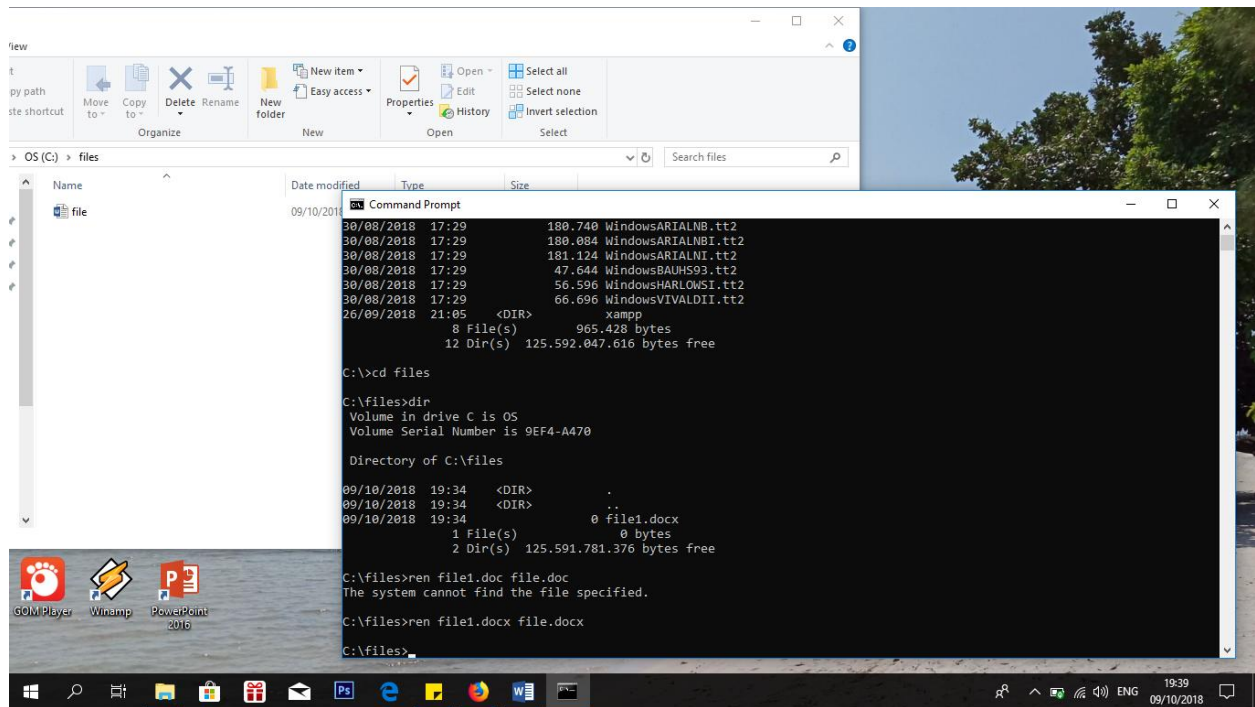 View
py path
ste shortcut
Move to
Copy to
Delete
Rename
Organize
New folder
New item
Easy access
New
Properties
Open
Edit
History
Open
Select all
Select none
Invert selection
Select
> OS (C:) > files
Search files
Name
Date modified
Type
Size
file
09/10/2018
Command Prompt
30/08/2018  17:29           180.740 WindowsARIALNB.tt2
30/08/2018  17:29           180.084 WindowsARIALNBI.tt2
30/08/2018  17:29           181.124 WindowsARIALNI.tt2
30/08/2018  17:29            47.644 WindowsBAUHS93.tt2
30/08/2018  17:29            56.596 WindowsHARLOWSI.tt2
30/08/2018  17:29            66.696 WindowsVIVALDII.tt2
26/09/2018  21:05    <DIR>          xampp
8 File(s)        965.428 bytes
12 Dir(s)  125.592.047.616 bytes free
C:\>cd files
C:\files>dir
Volume in drive C is OS
Volume Serial Number is 9EF4-A470
Directory of C:\files
09/10/2018  19:34    <DIR>          .
09/10/2018  19:34    <DIR>          ..
09/10/2018  19:34                 0 file1.docx
1 File(s)              0 bytes
2 Dir(s)  125.591.781.376 bytes free
C:\files>ren file1.doc file.doc
The system cannot find the file specified.
C:\files>ren file1.docx file.docx
C:\files>_
GOM Player
Winamp
PowerPoint
2016
Ps
ENG
19:39
09/10/2018